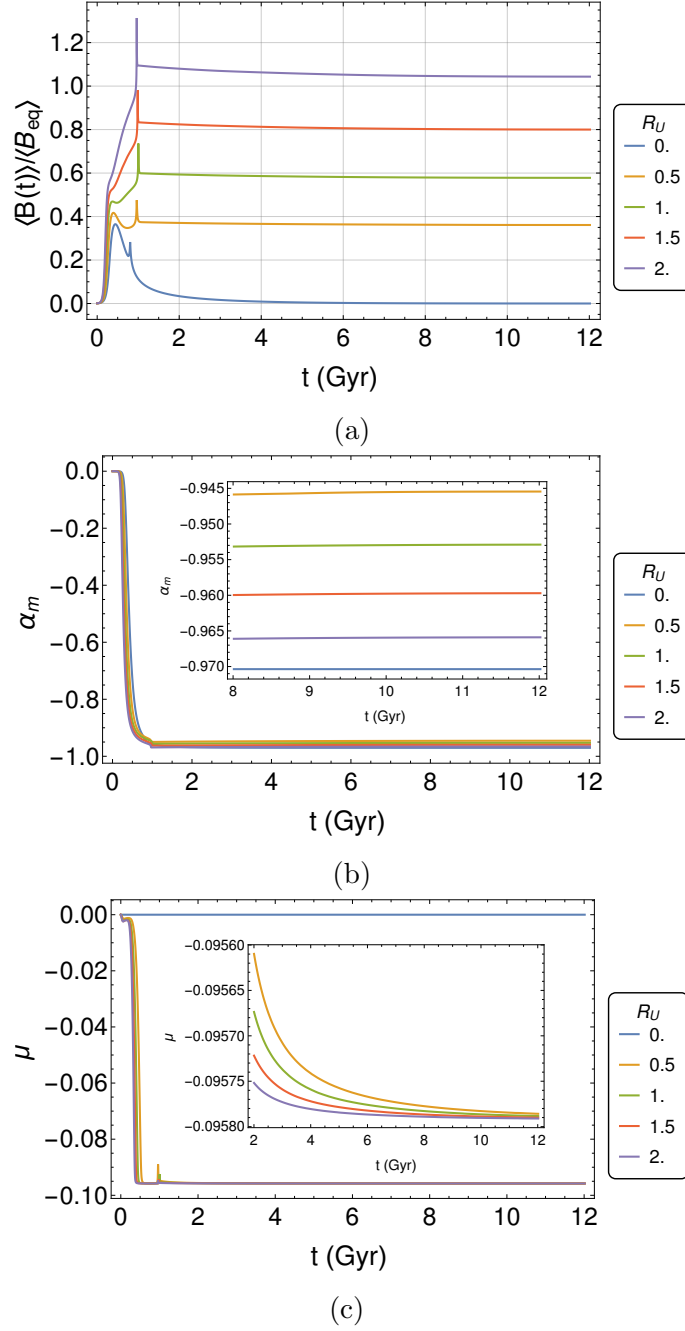 ⟨B(t)⟩/⟨B_eq⟩
1.2
1.0
0.8
0.6
0.4
0.2
0.0
0 2 4 6 8 10 12
t (Gyr)
R_U
0.
0.5
1.
1.5
2.
(a)
α_m
0.0
−0.2
−0.4
−0.6
−0.8
−1.0
0 2 4 6 8 10 12
t (Gyr)
α_m
−0.945
−0.950
−0.955
−0.960
−0.965
−0.970
8 9 10 11 12
t (Gyr)
R_U
0.
0.5
1.
1.5
2.
(b)
μ
0.00
−0.02
−0.04
−0.06
−0.08
−0.10
0 2 4 6 8 10 12
t (Gyr)
μ
−0.09560
−0.09565
−0.09570
−0.09575
−0.09580
2 4 6 8 10 12
t (Gyr)
R_U
0.
0.5
1.
1.5
2.
(c)